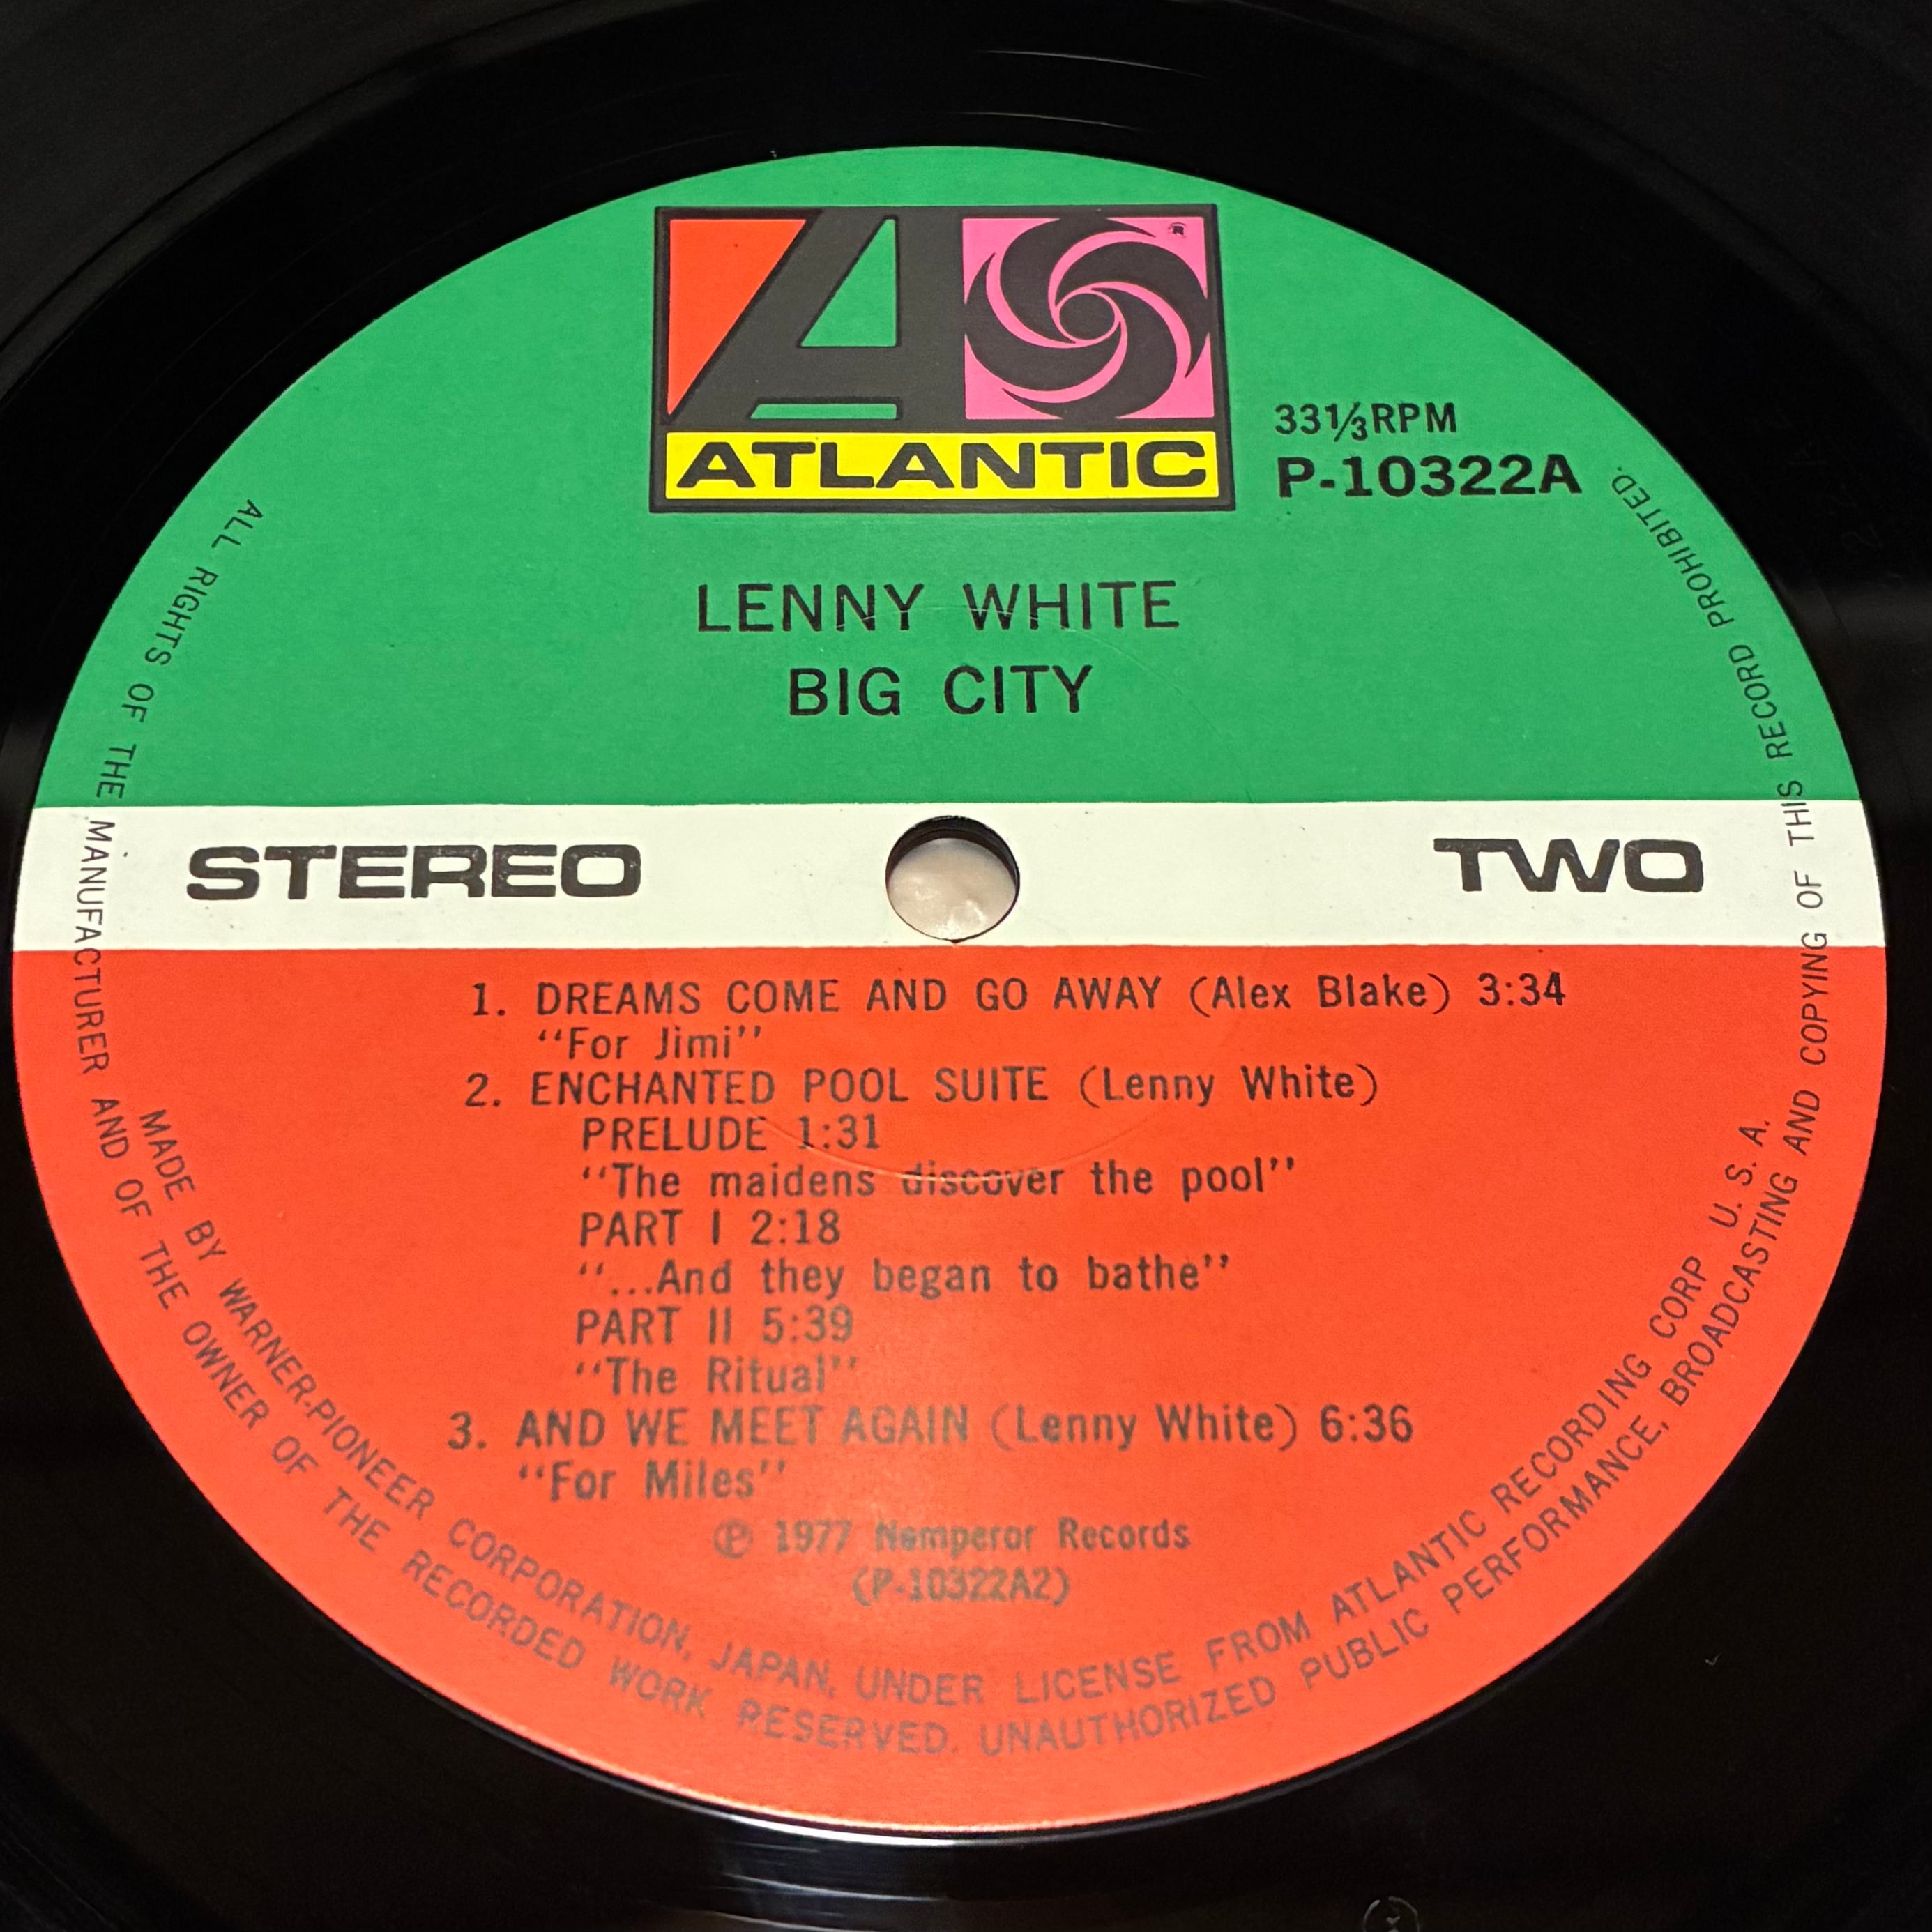 ®
ATLANTIC
33⅓RPM
P-10322A
LENNY WHITE
BIG CITY
STEREO
TWO
1. DREAMS COME AND GO AWAY (Alex Blake) 3:34
“For Jimi”
2. ENCHANTED POOL SUITE (Lenny White)
PRELUDE 1:31
“The maidens discover the pool”
PART I 2:18
“...And they began to bathe”
PART II 5:39
“The Ritual”
3. AND WE MEET AGAIN (Lenny White) 6:36
“For Miles”
℗ 1977 Nemperor Records
(P-10322A2)
MADE BY WARNER-PIONEER CORPORATION, JAPAN, UNDER LICENSE FROM ATLANTIC RECORDING CORP U. S. A.
ALL RIGHTS OF THE MANUFACTURER AND OF THE OWNER OF THE RECORDED WORK RESERVED. UNAUTHORIZED PUBLIC PERFORMANCE, BROADCASTING AND COPYING OF THIS RECORD PROHIBITED.